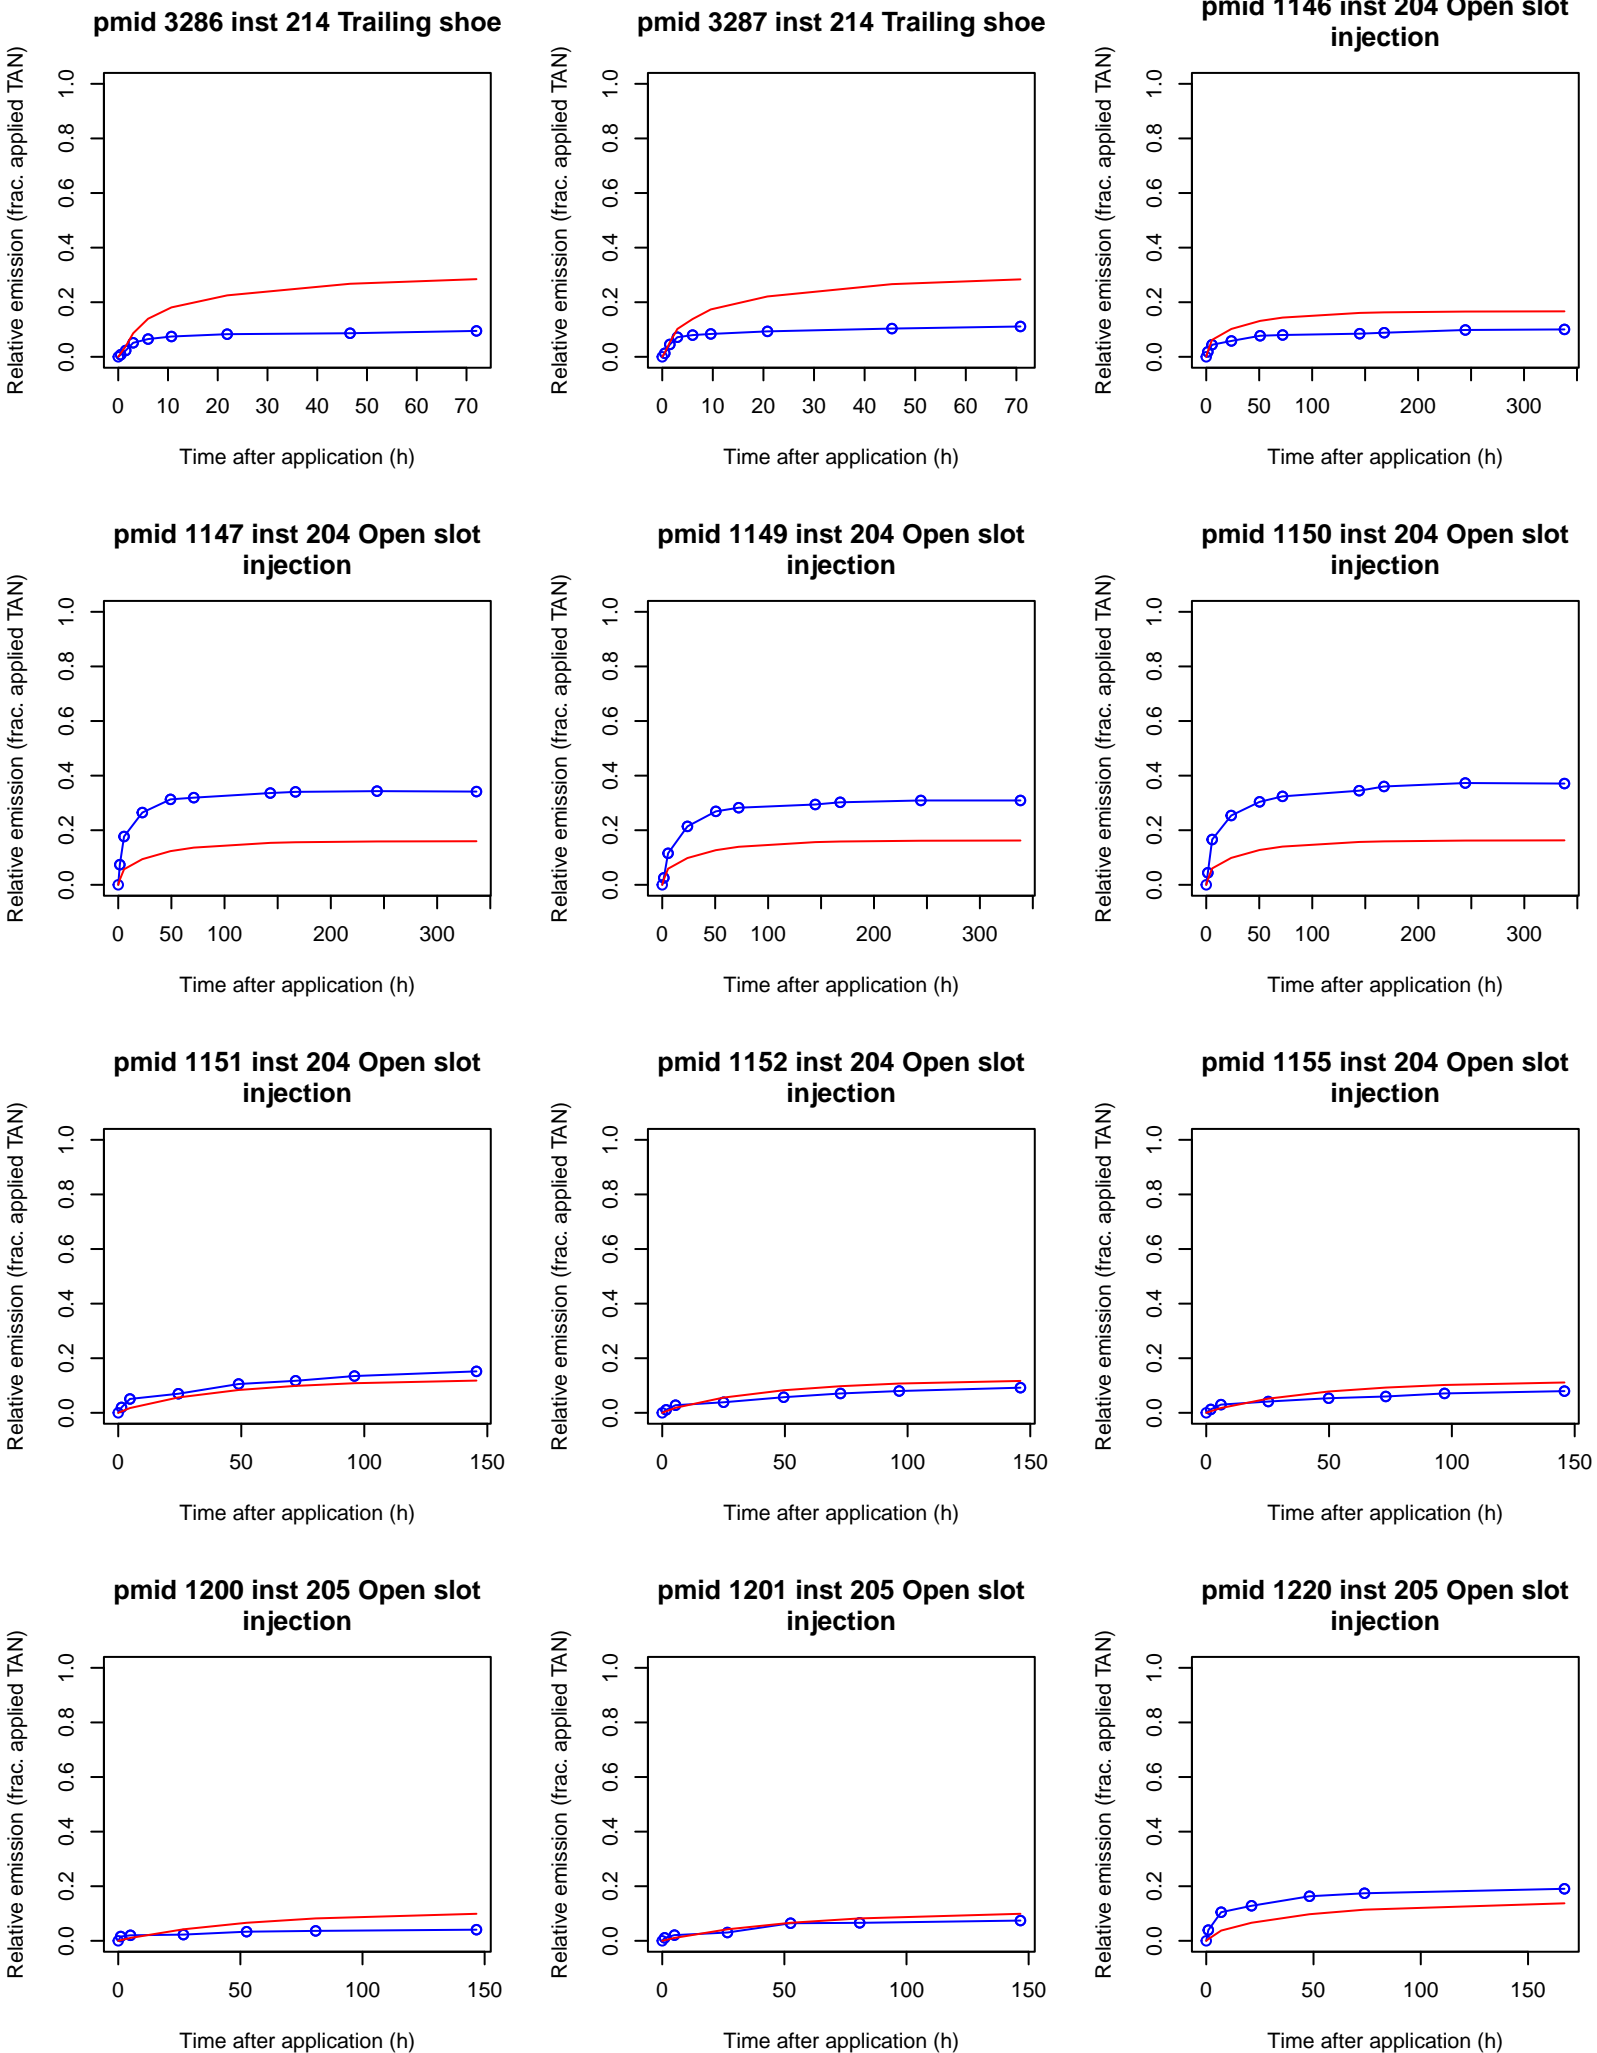 pmid 3286 inst 214 Trailing shoe
Relative emission (frac. applied TAN)
1.0
0.8
0.6
0.4
0.2
0.0
0 10 20 30 40 50 60 70
Time after application (h)
pmid 3287 inst 214 Trailing shoe
Relative emission (frac. applied TAN)
1.0
0.8
0.6
0.4
0.2
0.0
0 10 20 30 40 50 60 70
Time after application (h)
pmid 1146 inst 204 Open slot
injection
Relative emission (frac. applied TAN)
1.0
0.8
0.6
0.4
0.2
0.0
0 50 100 200 300
Time after application (h)
pmid 1147 inst 204 Open slot
injection
Relative emission (frac. applied TAN)
1.0
0.8
0.6
0.4
0.2
0.0
0 50 100 200 300
Time after application (h)
pmid 1149 inst 204 Open slot
injection
Relative emission (frac. applied TAN)
1.0
0.8
0.6
0.4
0.2
0.0
0 50 100 200 300
Time after application (h)
pmid 1150 inst 204 Open slot
injection
Relative emission (frac. applied TAN)
1.0
0.8
0.6
0.4
0.2
0.0
0 50 100 200 300
Time after application (h)
pmid 1151 inst 204 Open slot
injection
Relative emission (frac. applied TAN)
1.0
0.8
0.6
0.4
0.2
0.0
0 50 100 150
Time after application (h)
pmid 1152 inst 204 Open slot
injection
Relative emission (frac. applied TAN)
1.0
0.8
0.6
0.4
0.2
0.0
0 50 100 150
Time after application (h)
pmid 1155 inst 204 Open slot
injection
Relative emission (frac. applied TAN)
1.0
0.8
0.6
0.4
0.2
0.0
0 50 100 150
Time after application (h)
pmid 1200 inst 205 Open slot
injection
Relative emission (frac. applied TAN)
1.0
0.8
0.6
0.4
0.2
0.0
0 50 100 150
Time after application (h)
pmid 1201 inst 205 Open slot
injection
Relative emission (frac. applied TAN)
1.0
0.8
0.6
0.4
0.2
0.0
0 50 100 150
Time after application (h)
pmid 1220 inst 205 Open slot
injection
Relative emission (frac. applied TAN)
1.0
0.8
0.6
0.4
0.2
0.0
0 50 100 150
Time after application (h)